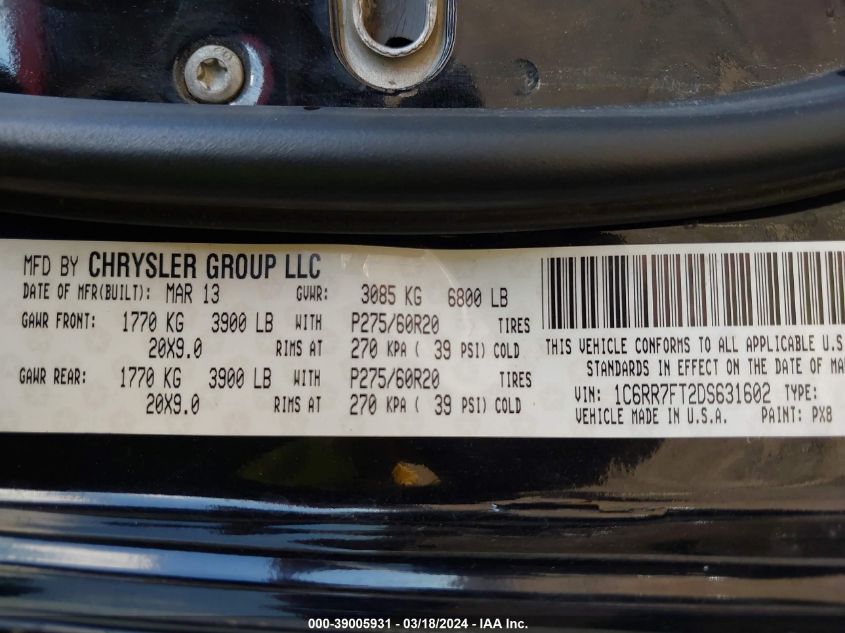 MFD BY CHRYSLER GROUP LLC
DATE OF MFR(BUILT): MAR 13 GVWR: 3085 KG 6800 LB
GAWR FRONT: 1770 KG 3900 LB WITH P275/60R20 TIRES
20X9.0 RIMS AT 270 KPA ( 39 PSI) COLD
GAWR REAR: 1770 KG 3900 LB WITH P275/60R20 TIRES
20X9.0 RIMS AT 270 KPA ( 39 PSI) COLD
THIS VEHICLE CONFORMS TO ALL APPLICABLE U.S
STANDARDS IN EFFECT ON THE DATE OF MA
VIN: 1C6RR7FT2DS631602 TYPE:
VEHICLE MADE IN U.S.A. PAINT: PX8
000-39005931 - 03/18/2024 - IAA Inc.